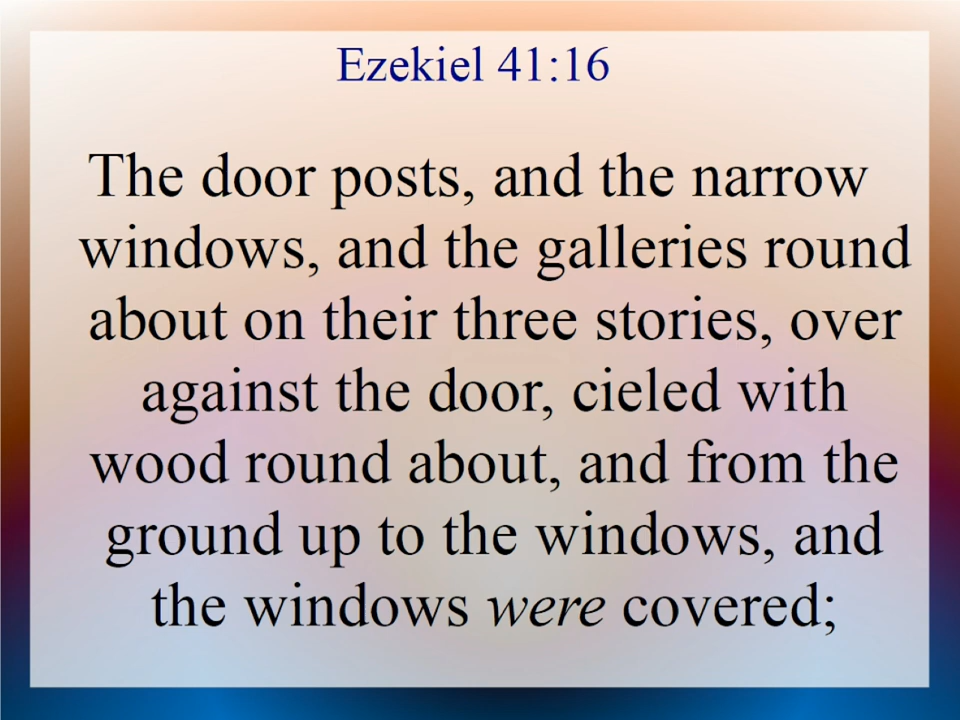 Ezekiel 41:16
The door posts, and the narrow
windows, and the galleries round
about on their three stories, over
against the door, cieled with
wood round about, and from the
ground up to the windows, and
the windows were covered;